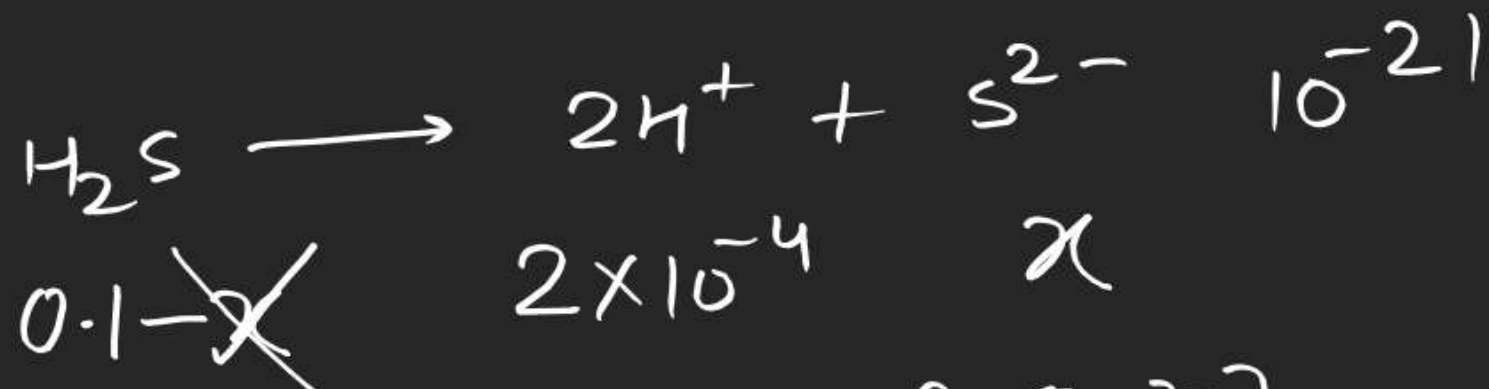 H₂S ⟶ 2H⁺ + S²⁻ 10⁻²¹
0.1-x 2×10⁻⁴ x